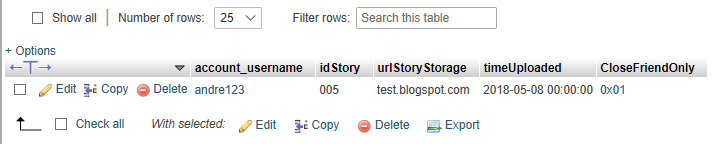 Show all Number of rows: 25 Filter rows: Search this table
+ Options
account_username idStory urlStoryStorage timeUploaded CloseFriendOnly
Edit Copy Delete andre123 005 test.blogspot.com 2018-05-08 00:00:00 0x01
Check all With selected: Edit Copy Delete Export